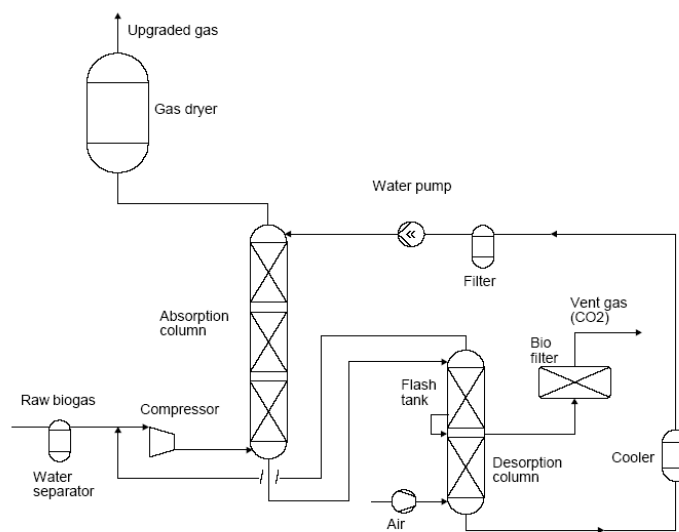 Upgraded gas
Gas dryer
Water pump
Filter
Absorption
column
Vent gas
(CO2)
Bio
filter
Flash
tank
Raw biogas
Compressor
Water
separator
Desorption
column
Cooler
Air